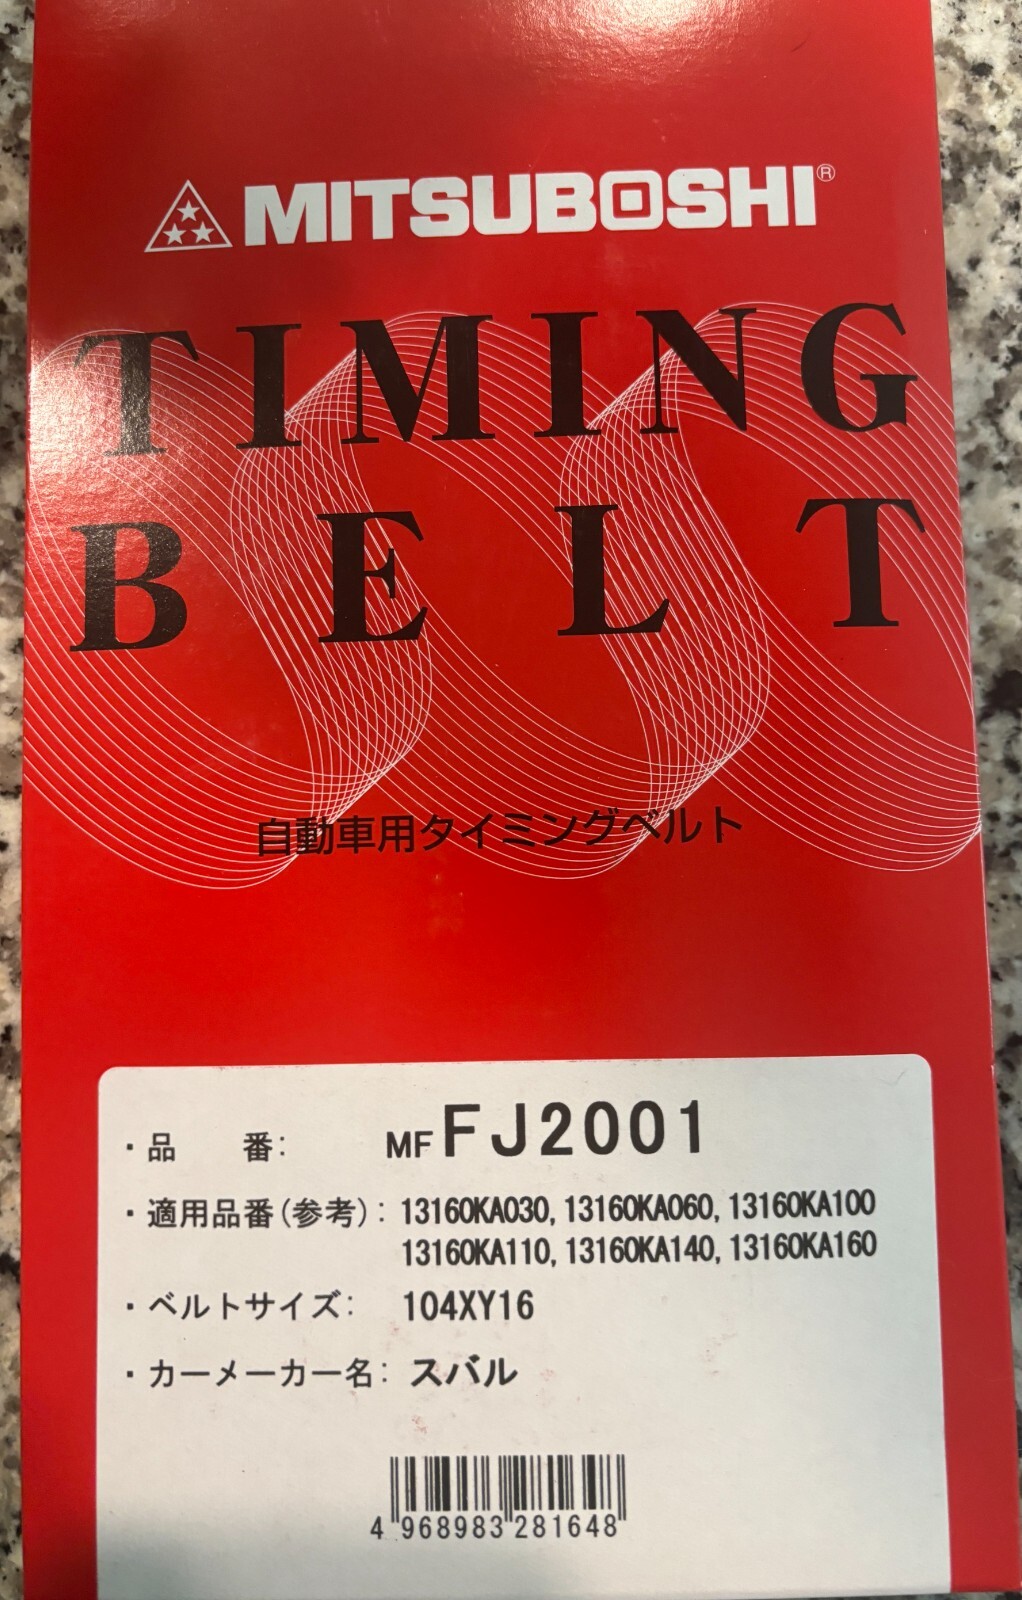 MITSUBOSHI®
TIMING
BELT
自動車用タイミングベルト
・品　　番: MF FJ2001
・適用品番(参考): 13160KA030, 13160KA060, 13160KA100
13160KA110, 13160KA140, 13160KA160
・ベルトサイズ: 104XY16
・カーメーカー名: スバル
4 968983 281648